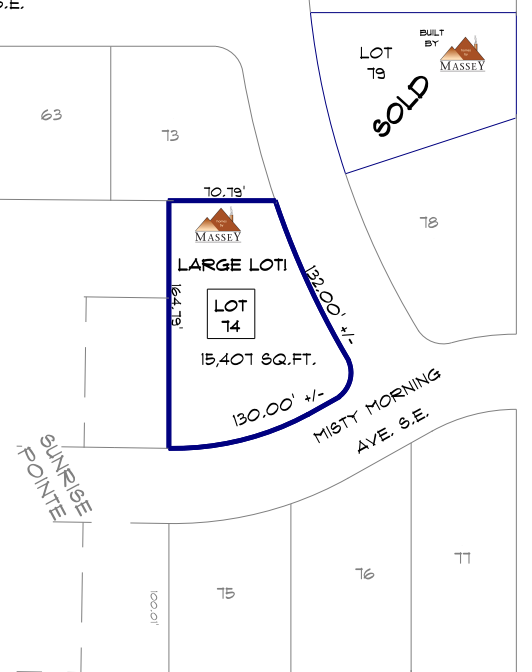 S.E.
BUILT
BY
MASSEY
LOT
79
SOLD
63
73
70.79'
78
MASSEY
LARGE LOT!
164.79'
132.00' +/-
LOT
74
15,407 SQ.FT.
130.00' +/-
MISTY MORNING
AVE. S.E.
SUNRISE
POINTE
75
76
77
100.01'